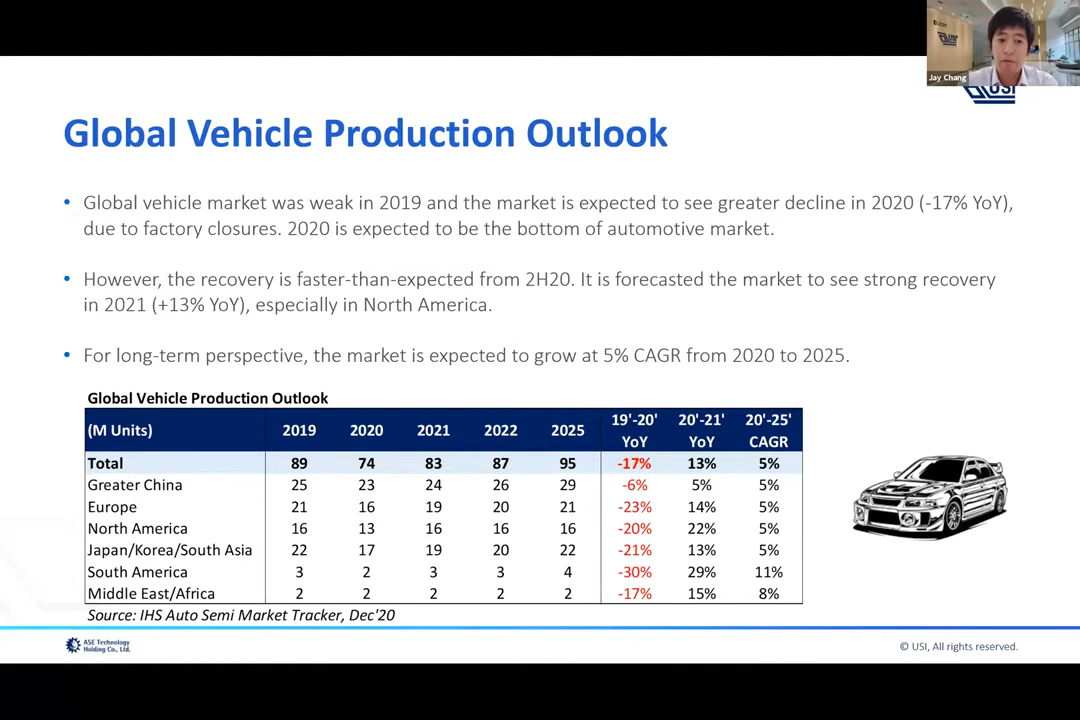 USI
Jay Chang
USI
Global Vehicle Production Outlook
• Global vehicle market was weak in 2019 and the market is expected to see greater decline in 2020 (-17% YoY),
due to factory closures. 2020 is expected to be the bottom of automotive market.
• However, the recovery is faster-than-expected from 2H20. It is forecasted the market to see strong recovery
in 2021 (+13% YoY), especially in North America.
• For long-term perspective, the market is expected to grow at 5% CAGR from 2020 to 2025.
Global Vehicle Production Outlook
(M Units) 2019 2020 2021 2022 2025 19'-20' YoY 20'-21' YoY 20'-25' CAGR
Total 89 74 83 87 95 -17% 13% 5%
Greater China 25 23 24 26 29 -6% 5% 5%
Europe 21 16 19 20 21 -23% 14% 5%
North America 16 13 16 16 16 -20% 22% 5%
Japan/Korea/South Asia 22 17 19 20 22 -21% 13% 5%
South America 3 2 3 3 4 -30% 29% 11%
Middle East/Africa 2 2 2 2 2 -17% 15% 8%
Source: IHS Auto Semi Market Tracker, Dec'20
ASE Technology
Holding Co., Ltd.
© USI, All rights reserved.